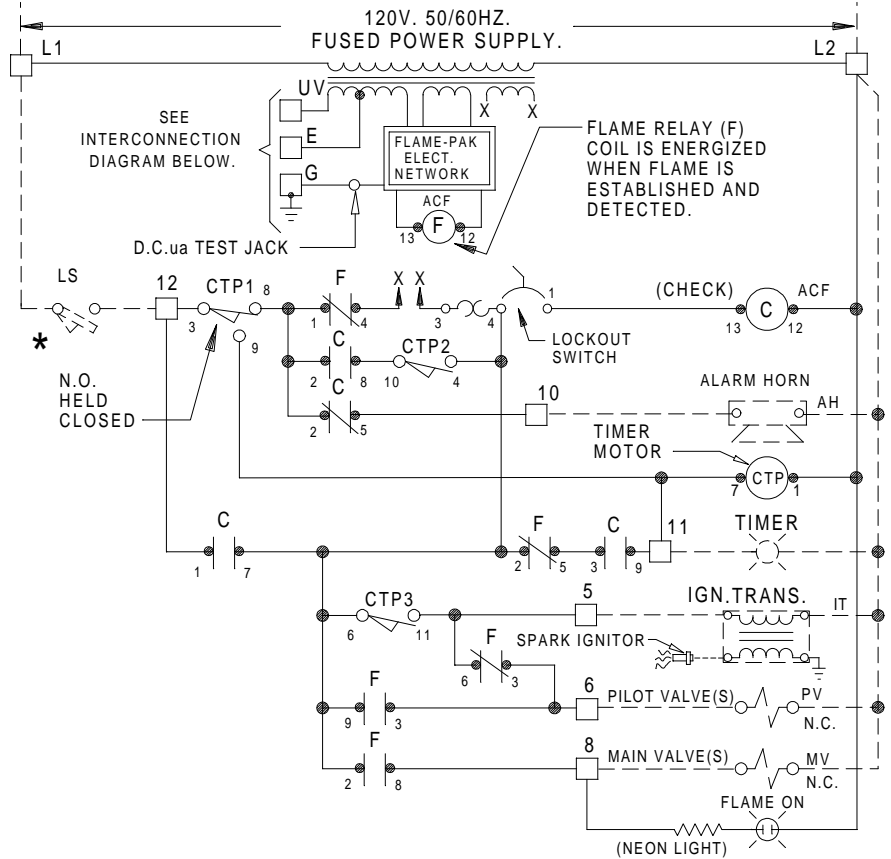 120V. 50/60HZ.
FUSED POWER SUPPLY.
L1
L2
UV
X X
SEE
INTERCONNECTION
DIAGRAM BELOW.
E
G
FLAME-PAK
ELECT.
NETWORK
FLAME RELAY (F)
COIL IS ENERGIZED
WHEN FLAME IS
ESTABLISHED AND
DETECTED.
ACF
F
13 12
D.C.ua TEST JACK
LS
*
12
CTP1
3 8
9
F
1 4
X X
3 4
1
LOCKOUT
SWITCH
(CHECK)
C
ACF
13 12
N.O.
HELD
CLOSED
C
2 8
CTP2
10 4
C
2 5
10
ALARM HORN
AH
TIMER
MOTOR
7 CTP 1
C
1 7
F
2 5
C
3 9
11
TIMER
CTP3
6 11
5
IGN.TRANS.
IT
SPARK IGNITOR
F
6 3
F
9 3
6
PILOT VALVE(S)
PV
N.C.
F
2 8
8
MAIN VALVE(S)
MV
N.C.
FLAME ON
(NEON LIGHT)